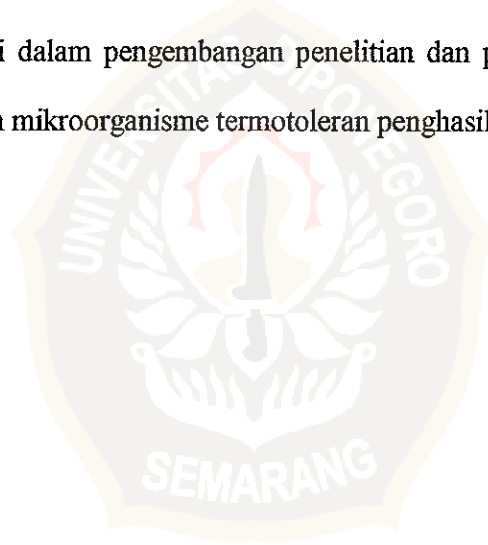 i dalam pengembangan penelitian dan p
mikroorganisme termotoleran penghasil
UNIVERSITAS DIPONEGORO
SEMARANG